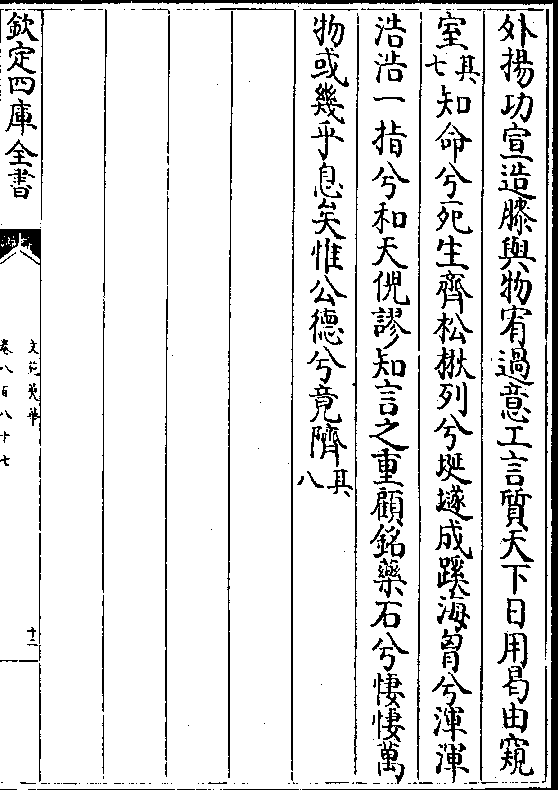 外揚功宣造膝與物宥過意工言質天下日用曷由窺
室其七知命兮死生齊松楸列兮埏壝成蹊海胷兮渾渾
浩浩一指兮和天倪謬知言之重顧銘藥石兮悽悽萬
物或幾乎息矣惟公德兮竟隮其八
欽定四庫全書
文苑英華
卷八百八十七
十二